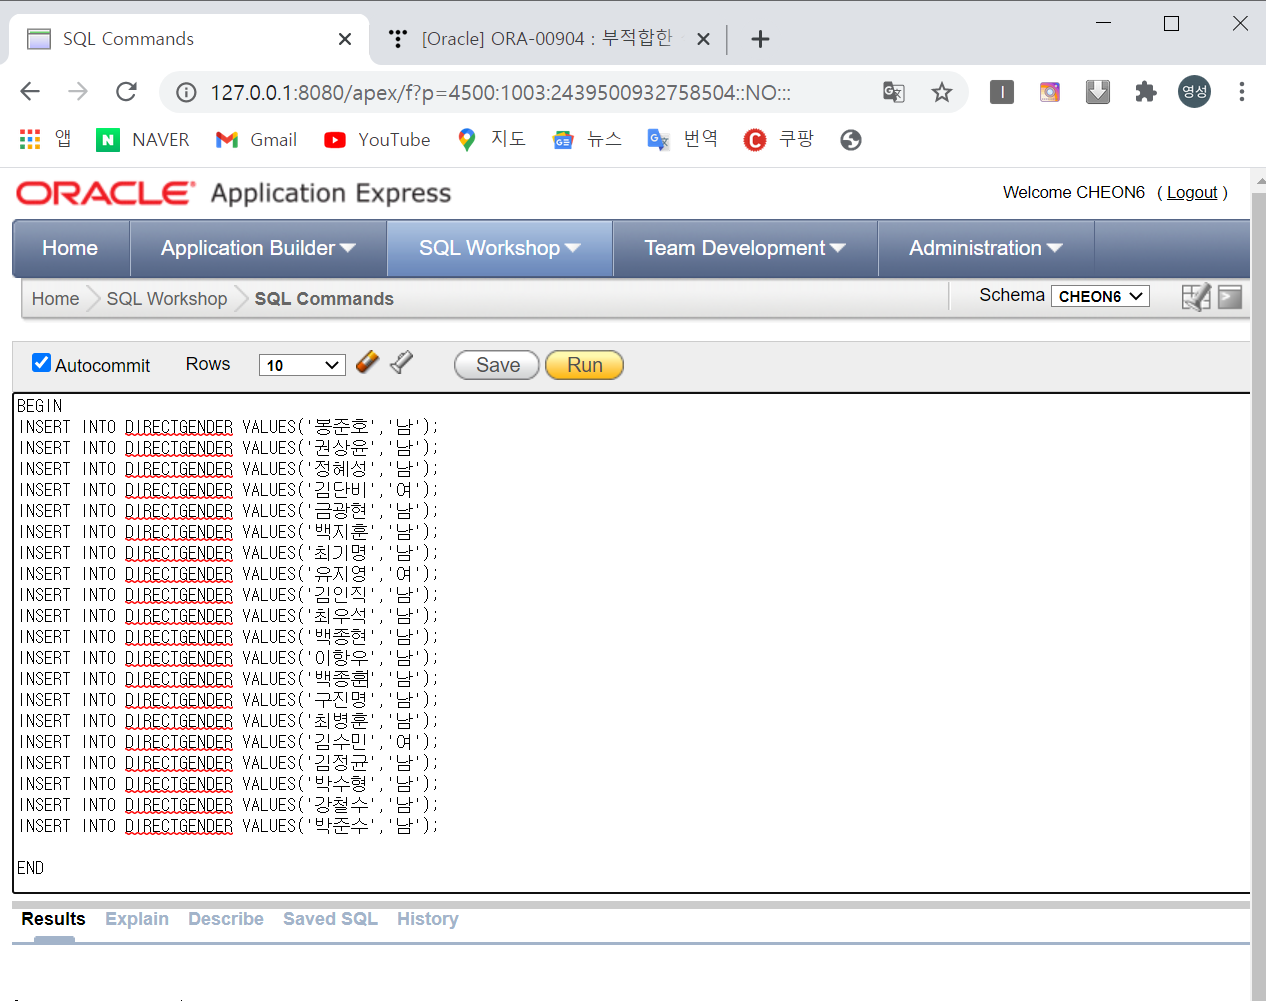 SQL Commands
[Oracle] ORA-00904 : 부적합한
127.0.0.1:8080/apex/f?p=4500:1003:2439500932758504::NO:::
영성
앱 NAVER Gmail YouTube 지도 뉴스 번역 쿠팡
ORACLE Application Express
Welcome CHEON6 ( Logout )
Home Application Builder SQL Workshop Team Development Administration
Home SQL Workshop SQL Commands
Schema CHEON6
Autocommit Rows 10 Save Run
BEGIN
INSERT INTO DIRECTGENDER VALUES('봉준호','남');
INSERT INTO DIRECTGENDER VALUES('권상윤','남');
INSERT INTO DIRECTGENDER VALUES('정혜성','남');
INSERT INTO DIRECTGENDER VALUES('김단비','여');
INSERT INTO DIRECTGENDER VALUES('금광현','남');
INSERT INTO DIRECTGENDER VALUES('백지훈','남');
INSERT INTO DIRECTGENDER VALUES('최기명','남');
INSERT INTO DIRECTGENDER VALUES('유지영','여');
INSERT INTO DIRECTGENDER VALUES('김인직','남');
INSERT INTO DIRECTGENDER VALUES('최우석','남');
INSERT INTO DIRECTGENDER VALUES('백종현','남');
INSERT INTO DIRECTGENDER VALUES('이항우','남');
INSERT INTO DIRECTGENDER VALUES('백종훰','남');
INSERT INTO DIRECTGENDER VALUES('구진명','남');
INSERT INTO DIRECTGENDER VALUES('최병훈','남');
INSERT INTO DIRECTGENDER VALUES('김수민','여');
INSERT INTO DIRECTGENDER VALUES('김정균','남');
INSERT INTO DIRECTGENDER VALUES('박수형','남');
INSERT INTO DIRECTGENDER VALUES('강철수','남');
INSERT INTO DIRECTGENDER VALUES('박준수','남');
END
Results Explain Describe Saved SQL History